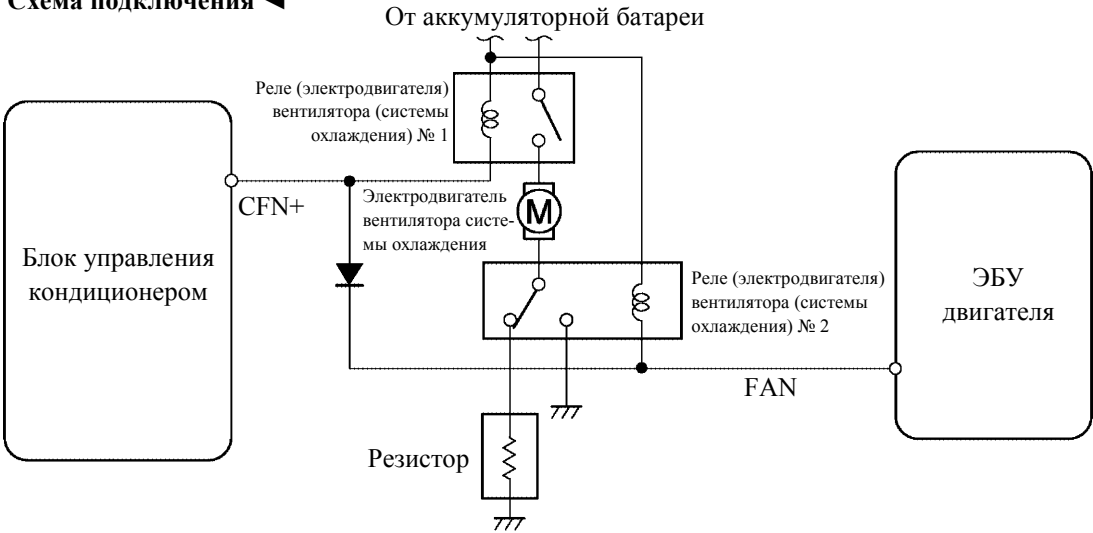 Схема подключения
От аккумуляторной батареи
Реле (электродвигателя)
вентилятора (системы
охлаждения) № 1
CFN+
Электродвигатель
вентилятора систе-
мы охлаждения
M
Блок управления
кондиционером
Реле (электродвигателя)
вентилятора (системы
охлаждения) № 2
ЭБУ
двигателя
FAN
Резистор